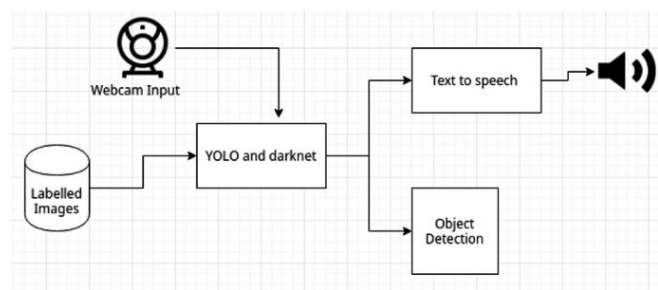 Webcam Input
Text to speech
YOLO and darknet
Labelled
Images
Object
Detection